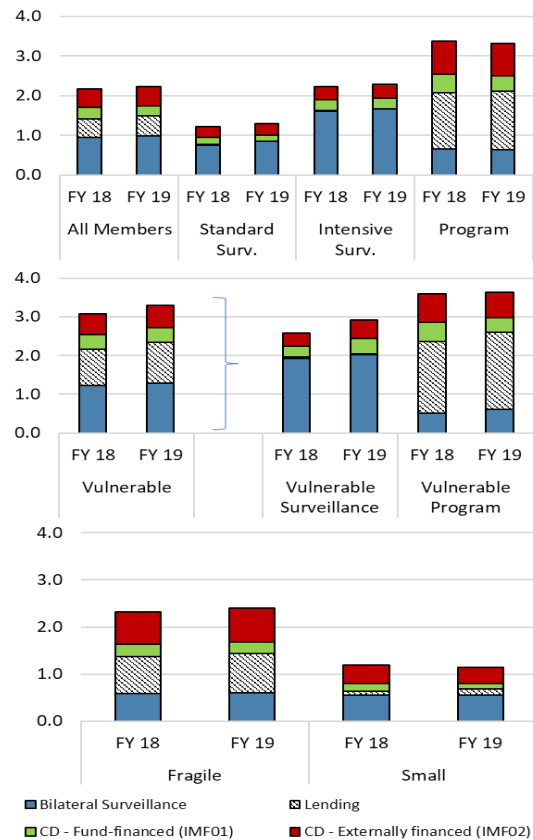 4.0
3.0
2.0
1.0
0.0
FY 18 FY 19 FY 18 FY 19 FY 18 FY 19 FY 18 FY 19
All Members Standard Surv. Intensive Surv. Program
4.0
3.0
2.0
1.0
0.0
FY 18 FY 19 FY 18 FY 19 FY 18 FY 19
Vulnerable Vulnerable Surveillance Vulnerable Program
4.0
3.0
2.0
1.0
0.0
FY 18 FY 19 FY 18 FY 19
Fragile Small
Bilateral Surveillance Lending
CD - Fund-financed (IMF01) CD - Externally financed (IMF02)